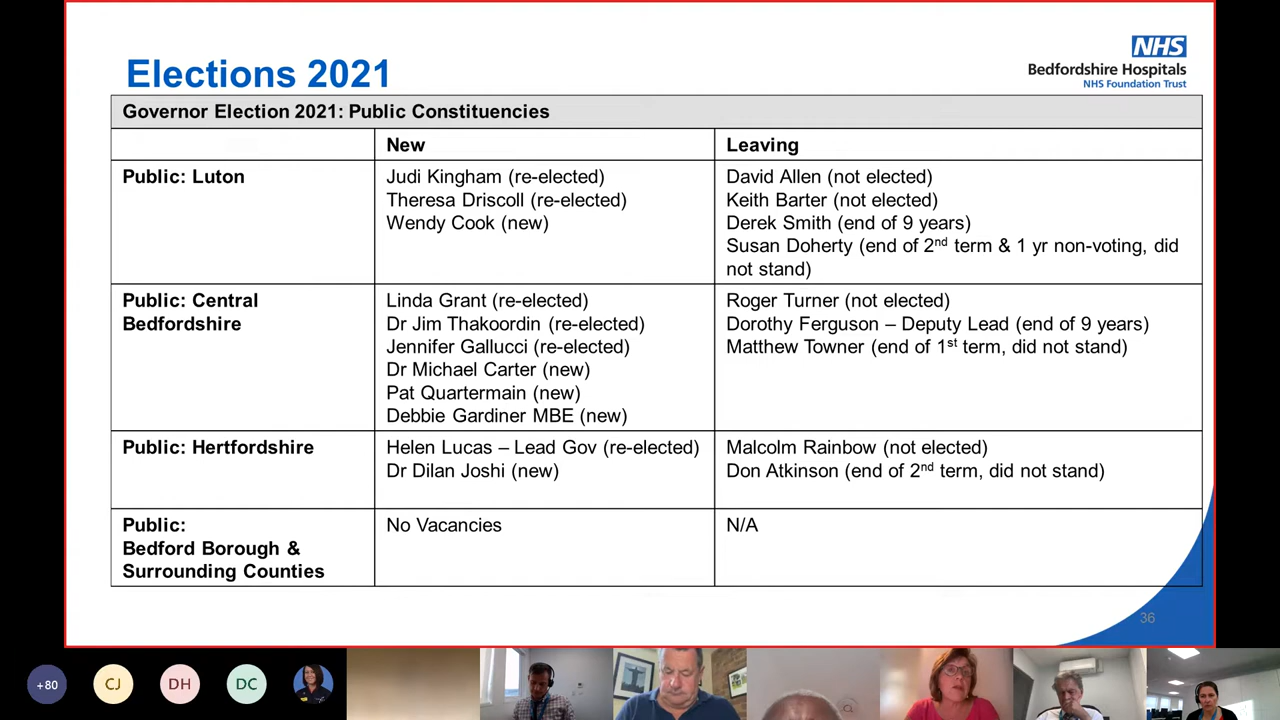 Elections 2021
NHS
Bedfordshire Hospitals
NHS Foundation Trust
Governor Election 2021: Public Constituencies
New
Leaving
Public: Luton
Judi Kingham (re-elected)
Theresa Driscoll (re-elected)
Wendy Cook (new)
David Allen (not elected)
Keith Barter (not elected)
Derek Smith (end of 9 years)
Susan Doherty (end of 2nd term & 1 yr non-voting, did
not stand)
Public: Central
Bedfordshire
Linda Grant (re-elected)
Dr Jim Thakoordin (re-elected)
Jennifer Gallucci (re-elected)
Dr Michael Carter (new)
Pat Quartermain (new)
Debbie Gardiner MBE (new)
Roger Turner (not elected)
Dorothy Ferguson – Deputy Lead (end of 9 years)
Matthew Towner (end of 1st term, did not stand)
Public: Hertfordshire
Helen Lucas – Lead Gov (re-elected)
Dr Dilan Joshi (new)
Malcolm Rainbow (not elected)
Don Atkinson (end of 2nd term, did not stand)
Public:
Bedford Borough &
Surrounding Counties
No Vacancies
N/A
36
+80
CJ
DH
DC